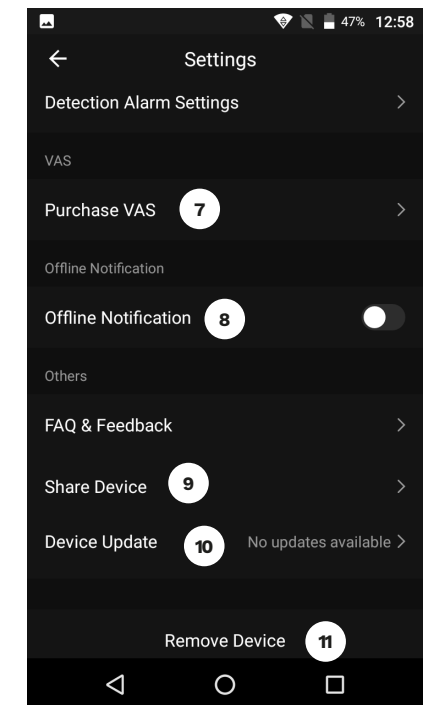 47% 12:58
Settings
Detection Alarm Settings
VAS
Purchase VAS 7
Offline Notification
Offline Notification 8
Others
FAQ & Feedback
Share Device 9
Device Update 10 No updates available
Remove Device 11